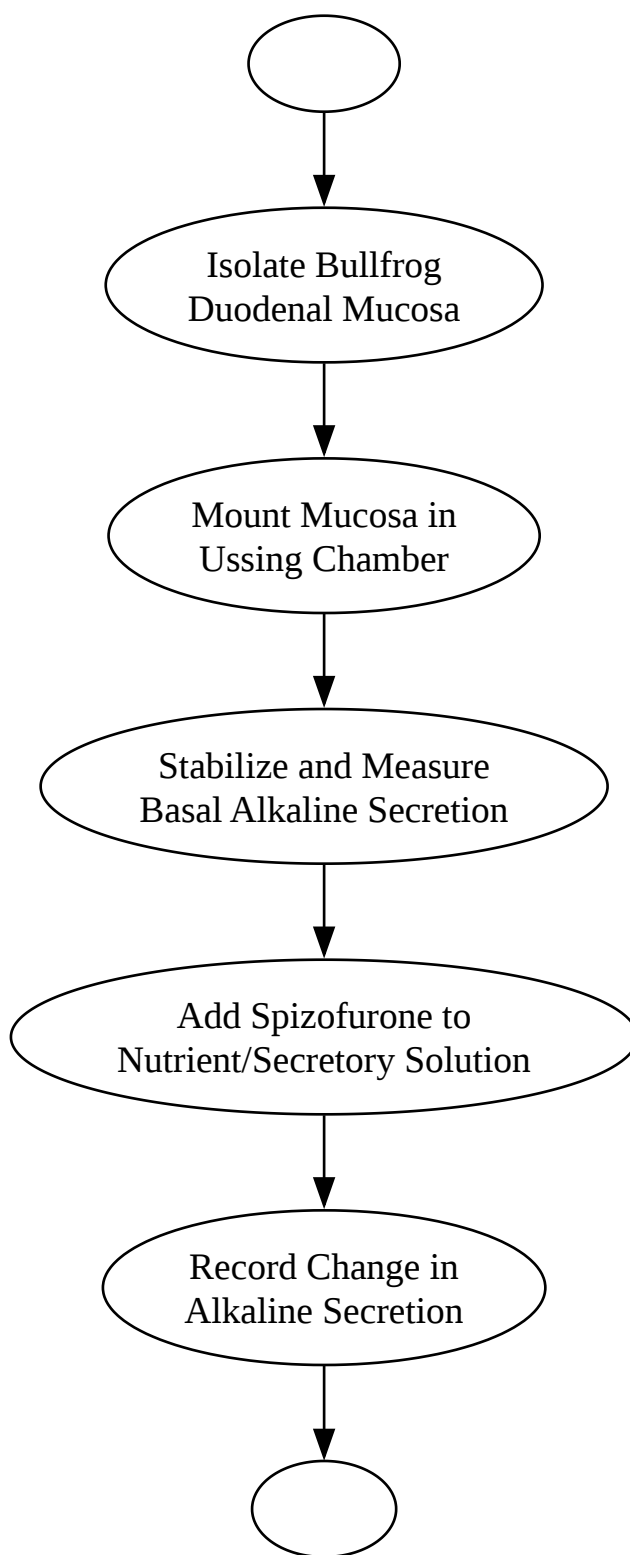 Isolate Bullfrog
Duodenal Mucosa
Mount Mucosa in
Ussing Chamber
Stabilize and Measure
Basal Alkaline Secretion
Add Spizofurone to
Nutrient/Secretory Solution
Record Change in
Alkaline Secretion